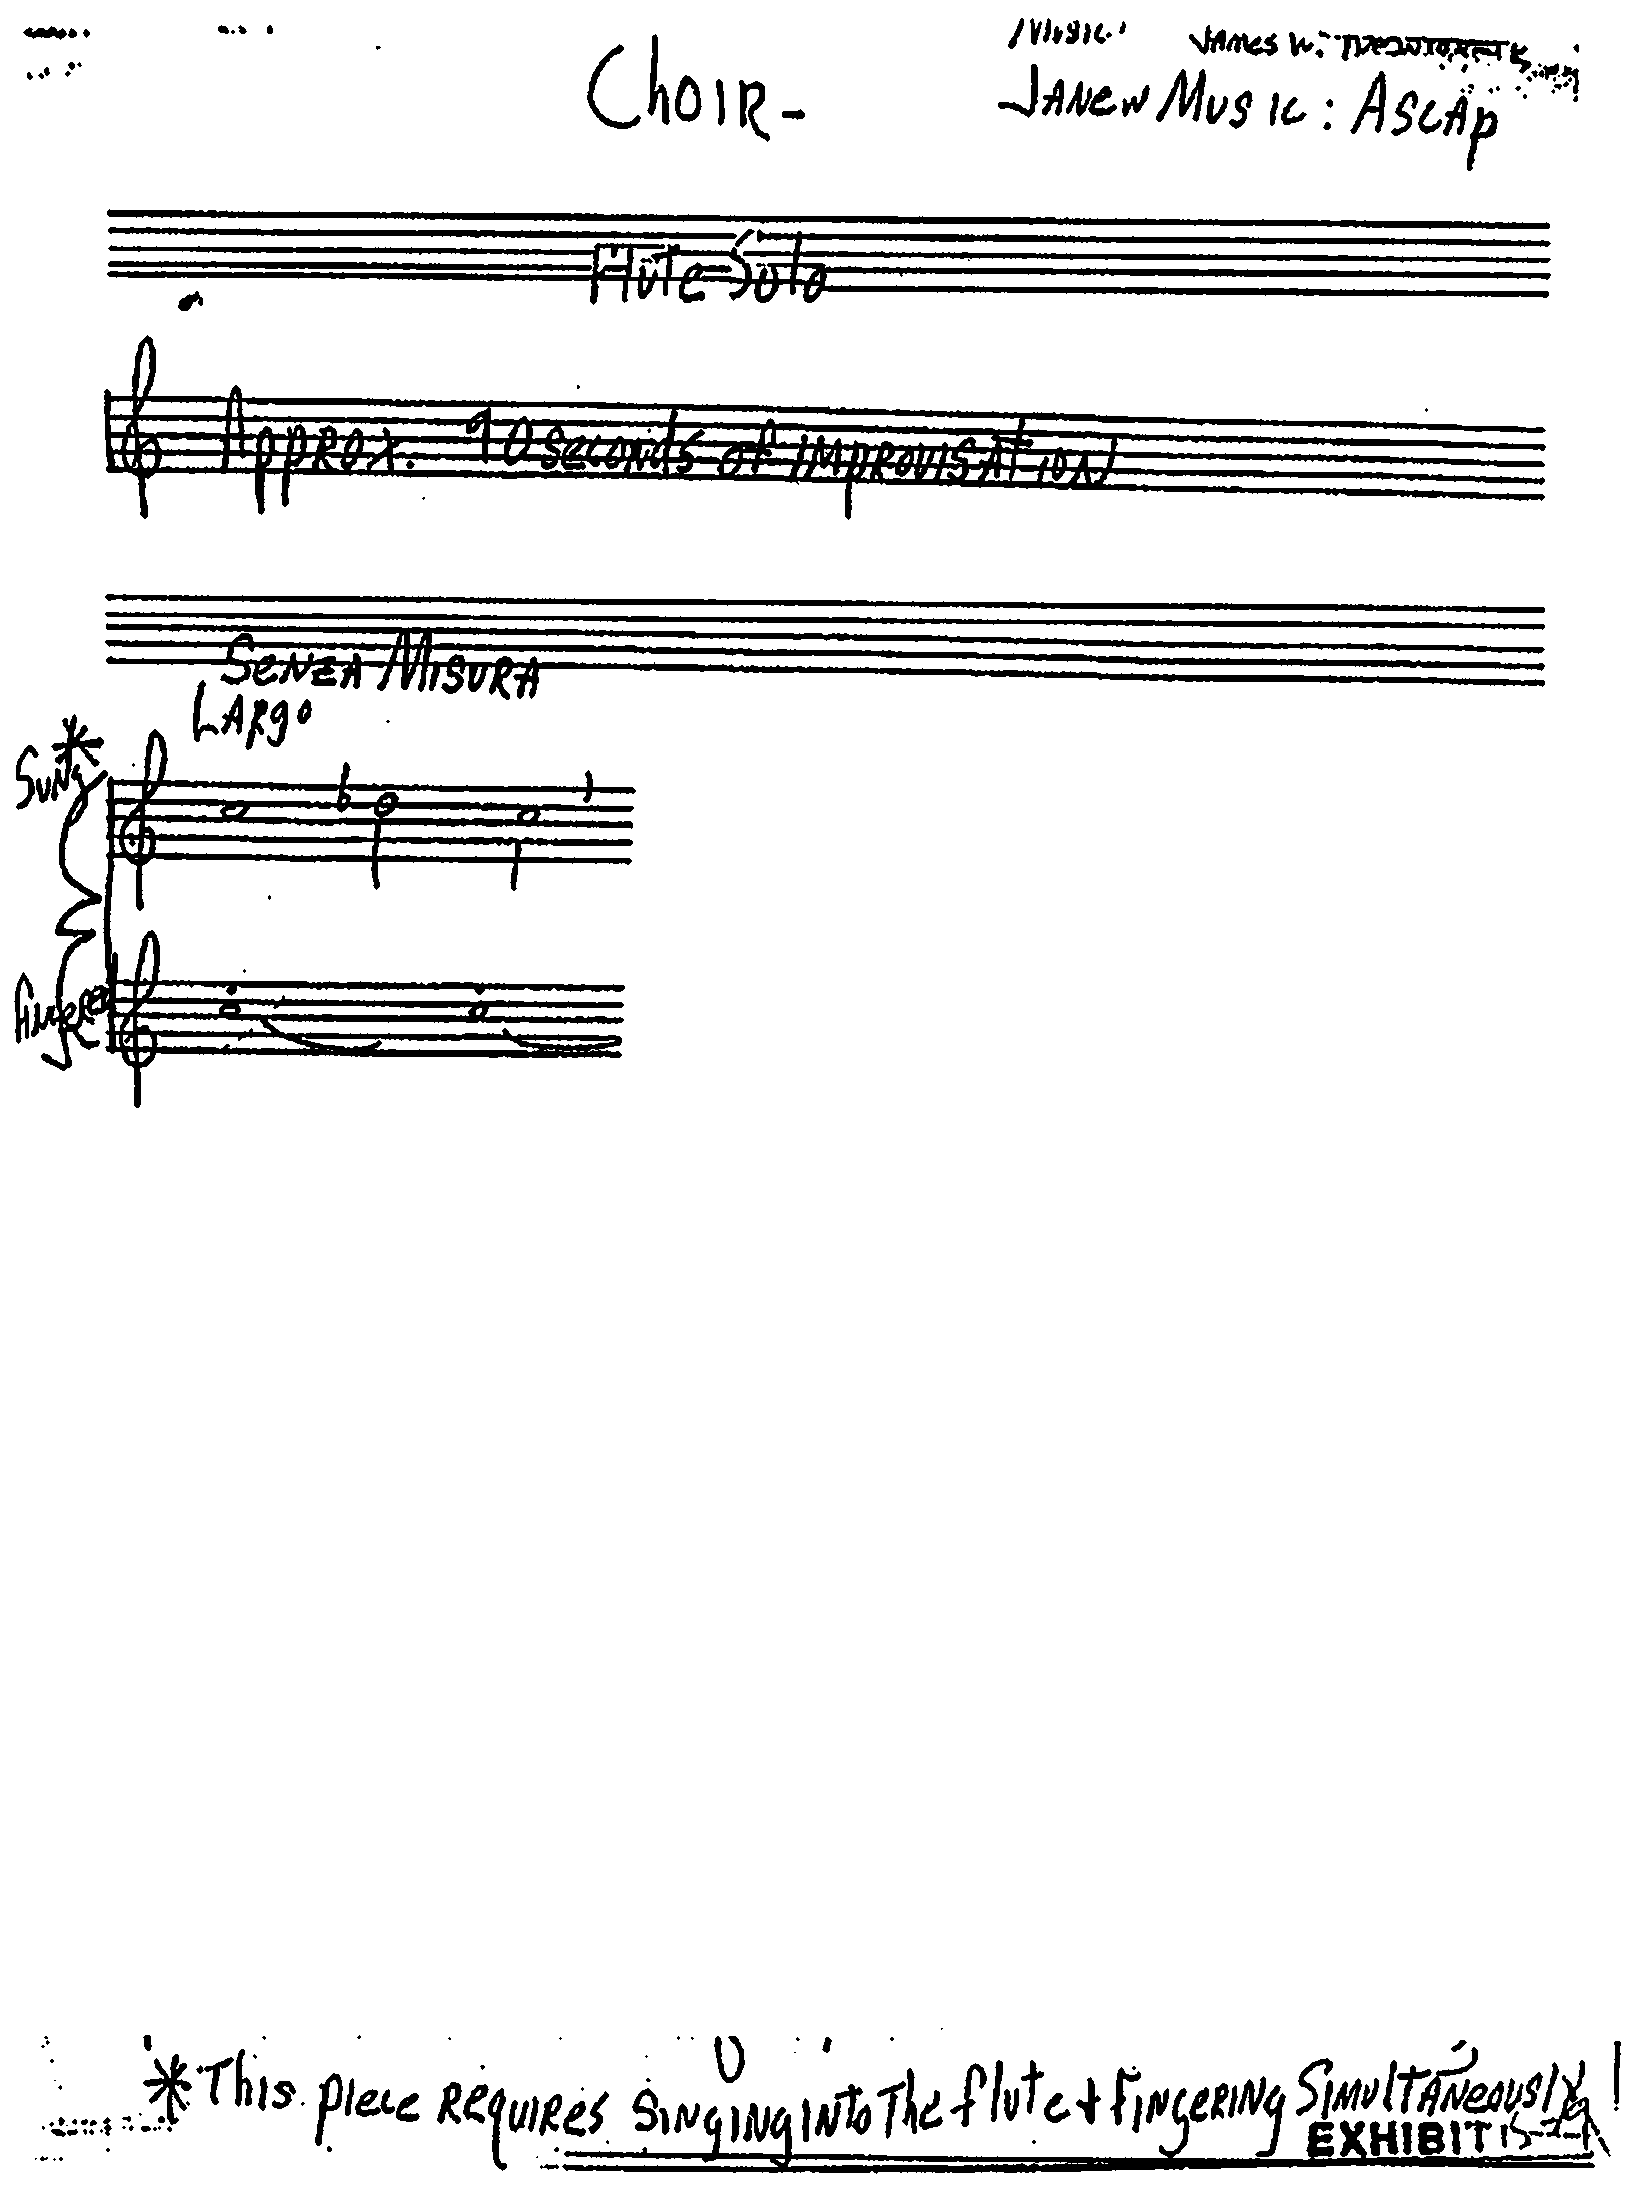 Music: James W.
Choir - Janew Music: Ascap
Flute Solo
Approx. 90 seconds of improvisation
Senza Misura
Largo
Sung *
Fingered
* This piece requires singing into the flute + fingering simultaneously!
EXHIBIT